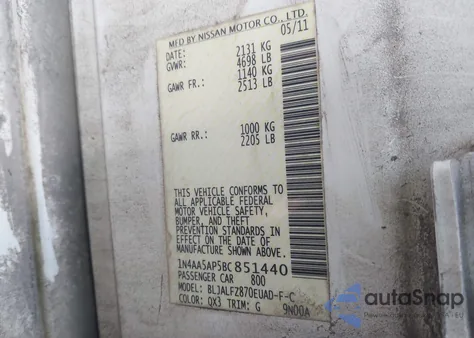 MFD BY NISSAN MOTOR CO., LTD.
DATE: 05/11
GVWR: 2131 KG
4698 LB
GAWR FR.: 1140 KG
2513 LB
GAWR RR.: 1000 KG
2205 LB
THIS VEHICLE CONFORMS TO
ALL APPLICABLE FEDERAL
MOTOR VEHICLE SAFETY,
BUMPER, AND THEFT
PREVENTION STANDARDS IN
EFFECT ON THE DATE OF
MANUFACTURE SHOWN ABOVE.
1N4AA5AP5BC851440
PASSENGER CAR 800
MODEL: BLJALFZ870EUAD-F-C
COLOR: QX3 TRIM: G 9N00A
autoSnap